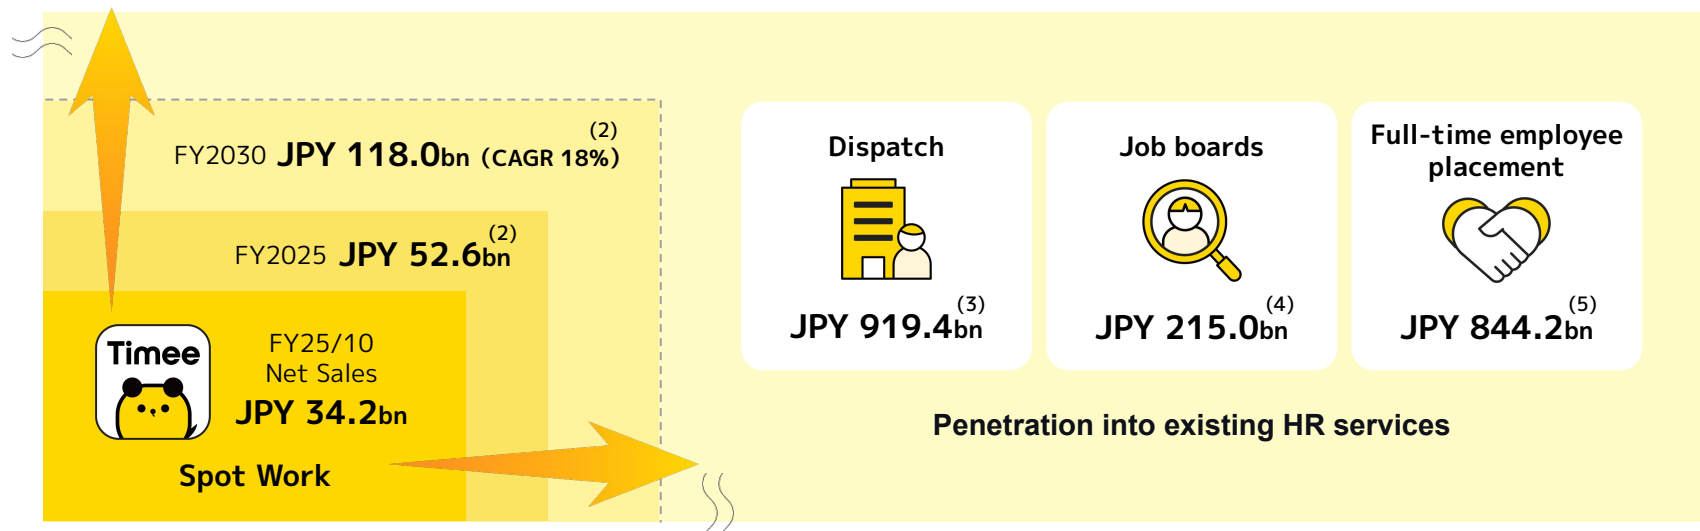 (2)
FY2030 JPY 118.0bn (CAGR 18%)
(2)
FY2025 JPY 52.6bn
Timee
FY25/10
Net Sales
JPY 34.2bn
Spot Work
Dispatch
(3)
JPY 919.4bn
Job boards
(4)
JPY 215.0bn
Full-time employee
placement
(5)
JPY 844.2bn
Penetration into existing HR services